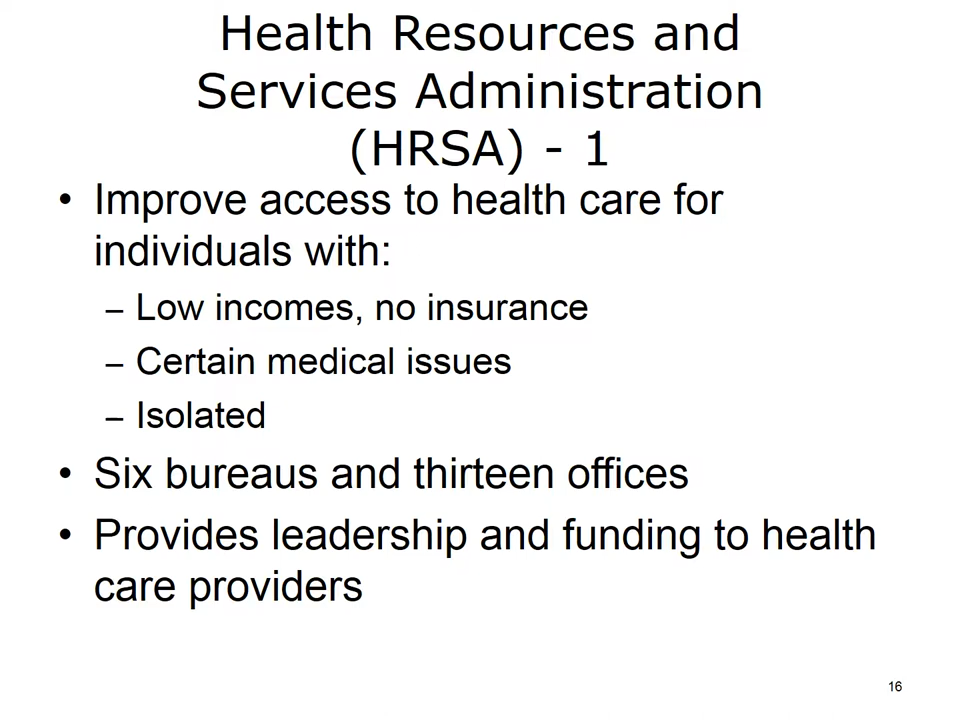 Health Resources and
Services Administration
(HRSA) - 1
• Improve access to health care for
individuals with:
– Low incomes, no insurance
– Certain medical issues
– Isolated
• Six bureaus and thirteen offices
• Provides leadership and funding to health
care providers
16